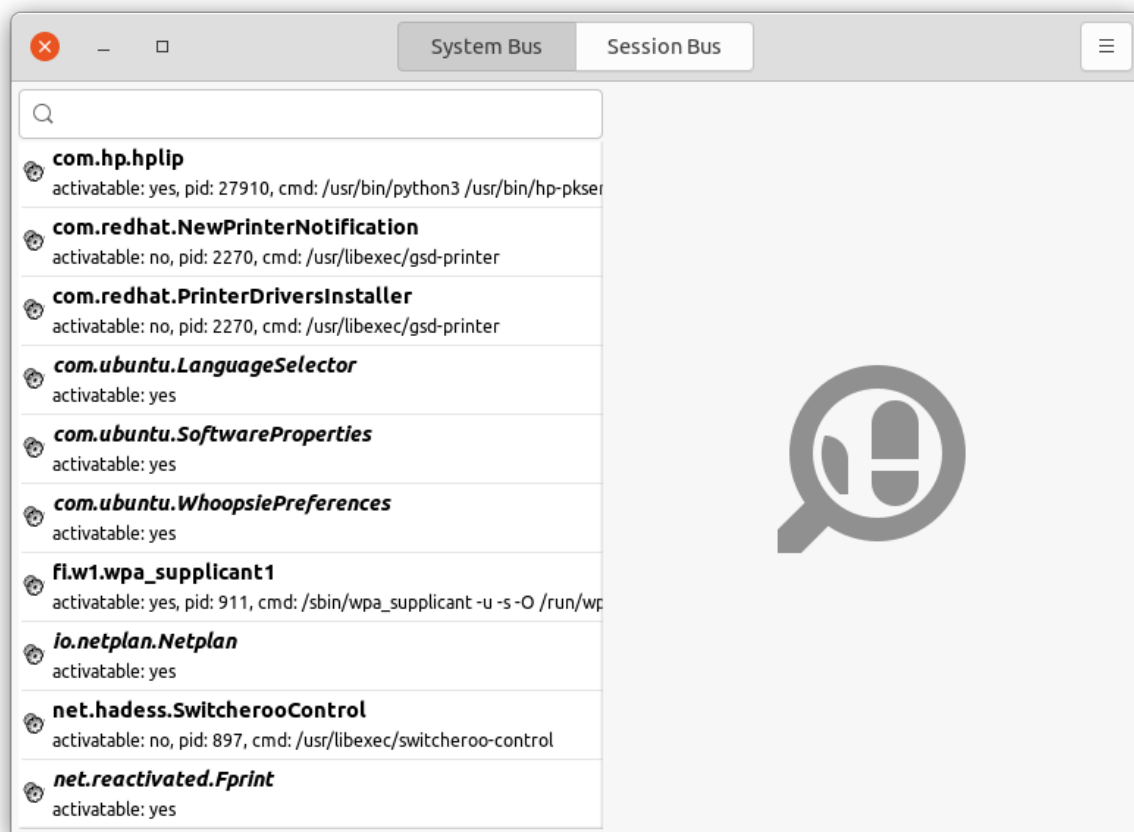 System Bus Session Bus
com.hp.hplip
activatable: yes, pid: 27910, cmd: /usr/bin/python3 /usr/bin/hp-pkser
com.redhat.NewPrinterNotification
activatable: no, pid: 2270, cmd: /usr/libexec/gsd-printer
com.redhat.PrinterDriversInstaller
activatable: no, pid: 2270, cmd: /usr/libexec/gsd-printer
com.ubuntu.LanguageSelector
activatable: yes
com.ubuntu.SoftwareProperties
activatable: yes
com.ubuntu.WhoopsiePreferences
activatable: yes
fi.w1.wpa_supplicant1
activatable: yes, pid: 911, cmd: /sbin/wpa_supplicant -u -s -O /run/wp
io.netplan.Netplan
activatable: yes
net.hadess.SwitcherooControl
activatable: no, pid: 897, cmd: /usr/libexec/switcheroo-control
net.reactivated.Fprint
activatable: yes